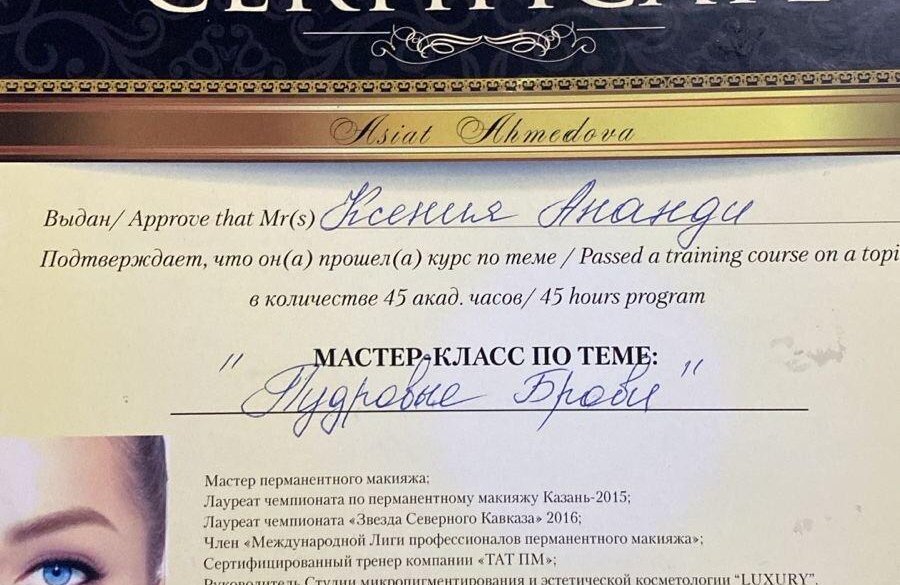 CERTIFICATE
Asiat Ahmedova
Выдан/ Approve that Mr(s) Ксения Ананди
Подтверждает, что он(а) прошел(а) курс по теме / Passed a training course on a topi
в количестве 45 акад. часов/ 45 hours program
МАСТЕР-КЛАСС ПО ТЕМЕ:
"Пудровые Брови"
Мастер перманентного макияжа;
Лауреат чемпионата по перманентному макияжу Казань-2015;
Лауреат чемпионата «Звезда Северного Кавказа» 2016;
Член «Международной Лиги профессионалов перманентного макияжа»;
Сертифицированный тренер компании «ТАТ ПМ»;
Руководитель Студии микропигментирования и эстетической косметологии “LUXURY”.